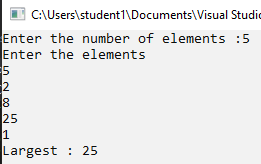 C:\Users\student1\Documents\Visual Studio
Enter the number of elements :5
Enter the elements
5
2
8
25
1
Largest : 25